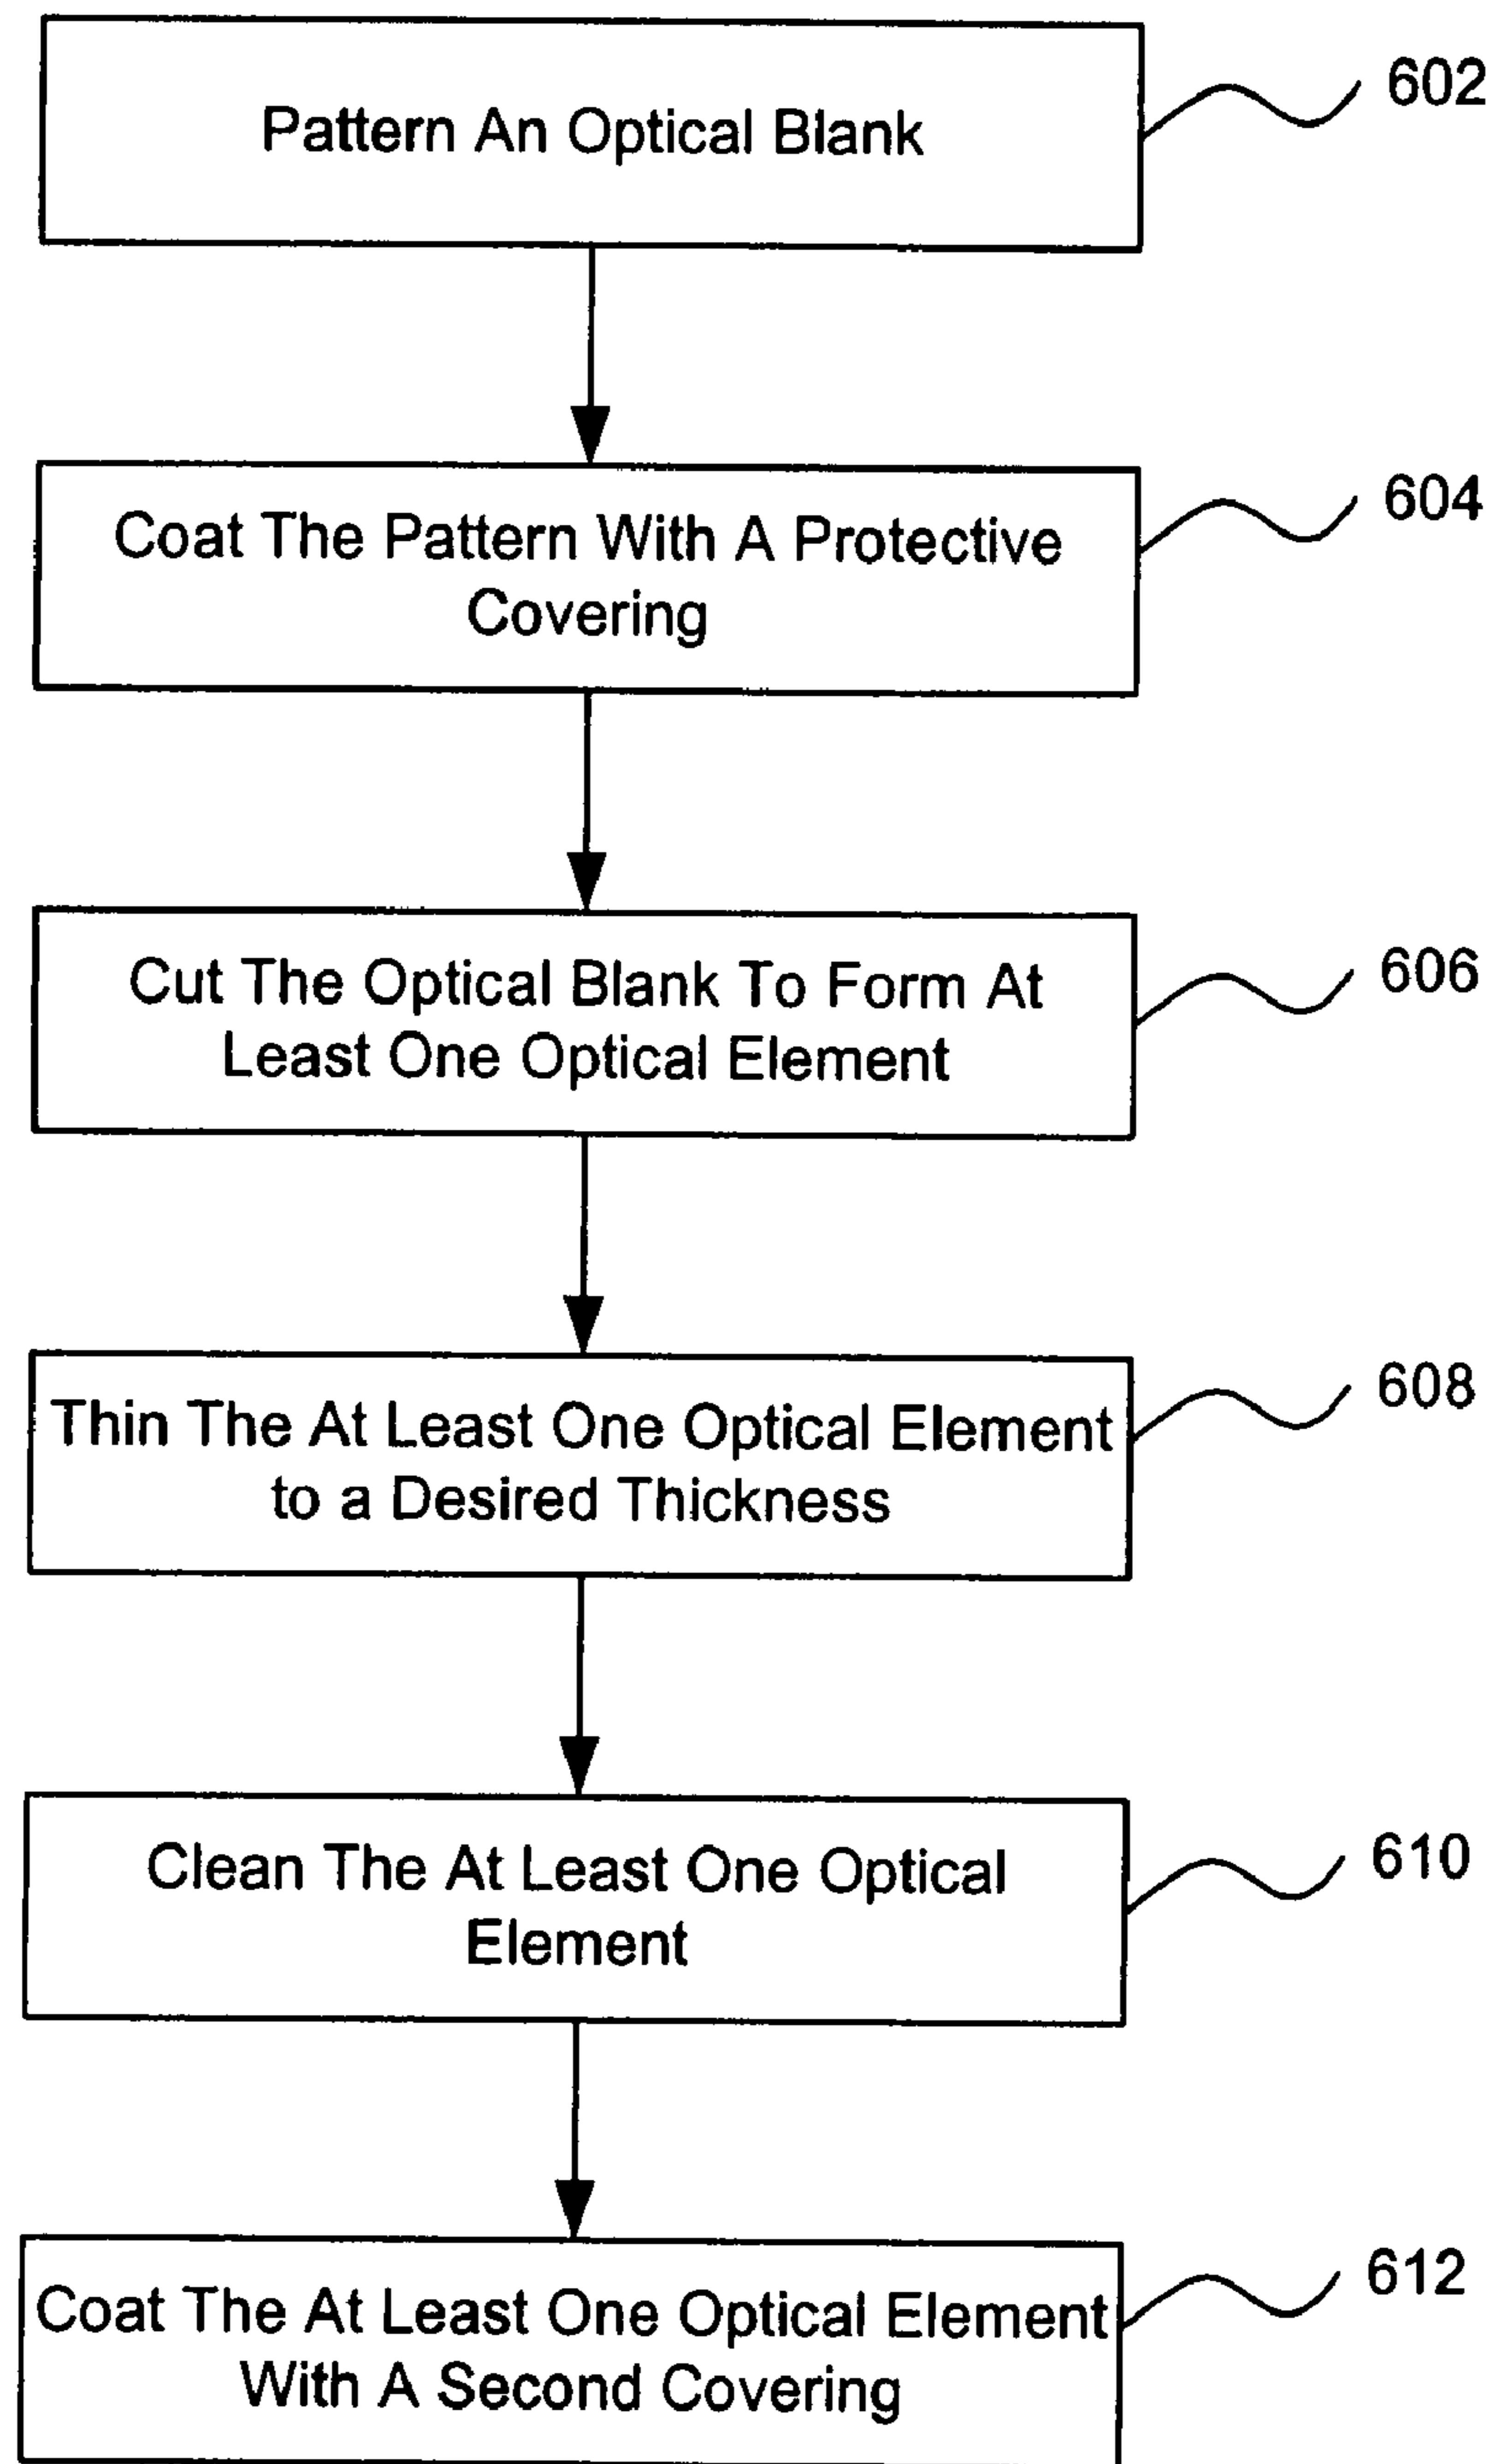 Pattern An Optical Blank
602
Coat The Pattern With A Protective
Covering
604
Cut The Optical Blank To Form At
Least One Optical Element
606
Thin The At Least One Optical Element
to a Desired Thickness
608
Clean The At Least One Optical
Element
610
Coat The At Least One Optical Element
With A Second Covering
612